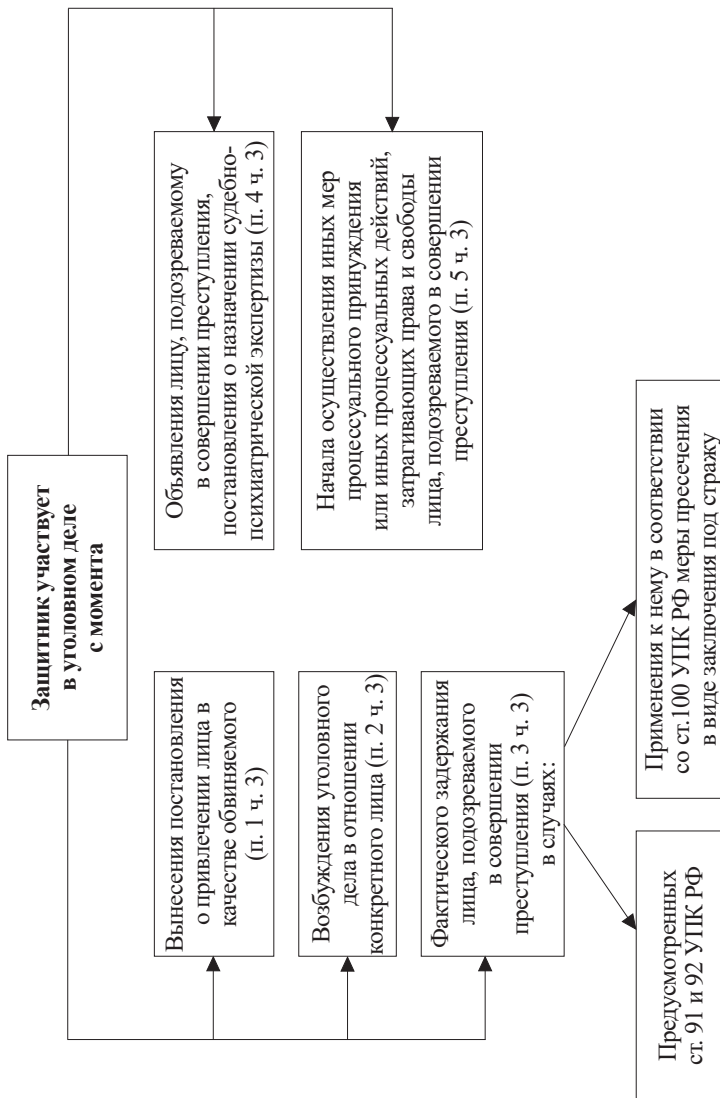 Защитник участвует
в уголовном деле
с момента
Вынесения постановления
о привлечении лица в
качестве обвиняемого
(п. 1 ч. 3)
Возбуждения уголовного
дела в отношении
конкретного лица (п. 2 ч. 3)
Фактического задержания
лица, подозреваемого
в совершении
преступления (п. 3 ч. 3)
в случаях:
Предусмотренных
ст. 91 и 92 УПК РФ
Применения к нему в соответствии
со ст.100 УПК РФ меры пресечения
в виде заключения под стражу
Объявления лицу, подозреваемому
в совершении преступления,
постановления о назначении судебно-
психиатрической экспертизы (п. 4 ч. 3)
Начала осуществления иных мер
процессуального принуждения
или иных процессуальных действий,
затрагивающих права и свободы
лица, подозреваемого в совершении
преступления (п. 5 ч. 3)